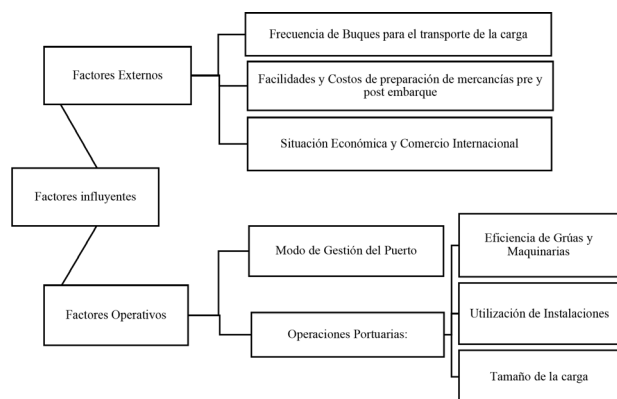 Frecuencia de Buques para el transporte de la carga
Factores Externos
Facilidades y Costos de preparación de mercancías pre y
post embarque
Situación Económica y Comercio Internacional
Factores influyentes
Modo de Gestión del Puerto
Eficiencia de Grúas y
Maquinarias
Factores Operativos
Operaciones Portuarias:
Utilización de Instalaciones
Tamaño de la carga